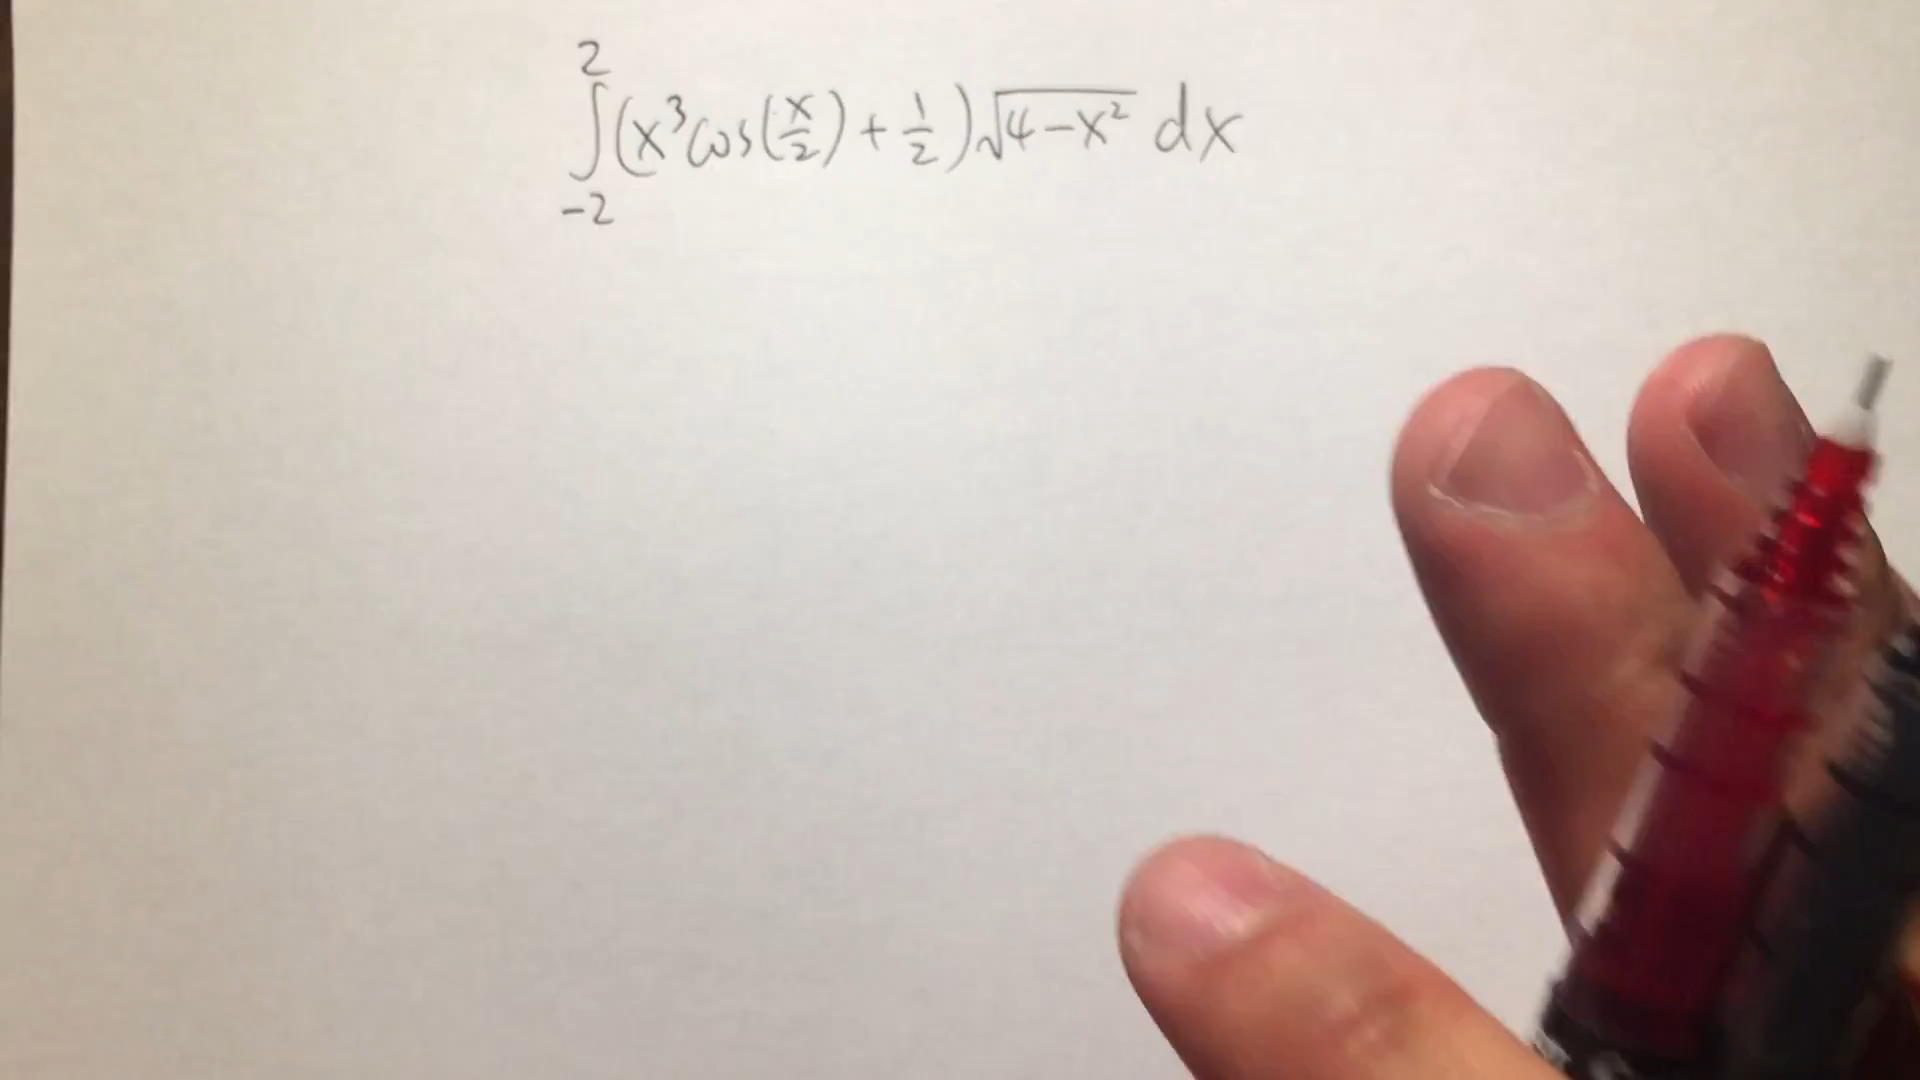 ∫_{-2}^{2} (x³cos(x/2) + 1/2)√(4-x²) dx